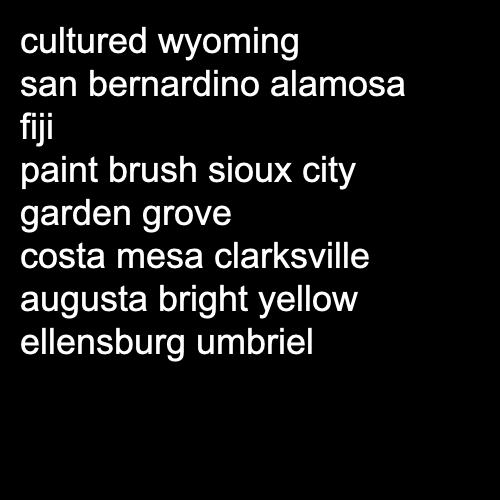 cultured wyoming
san bernardino alamosa
fiji
paint brush sioux city
garden grove
costa mesa clarksville
augusta bright yellow
ellensburg umbriel